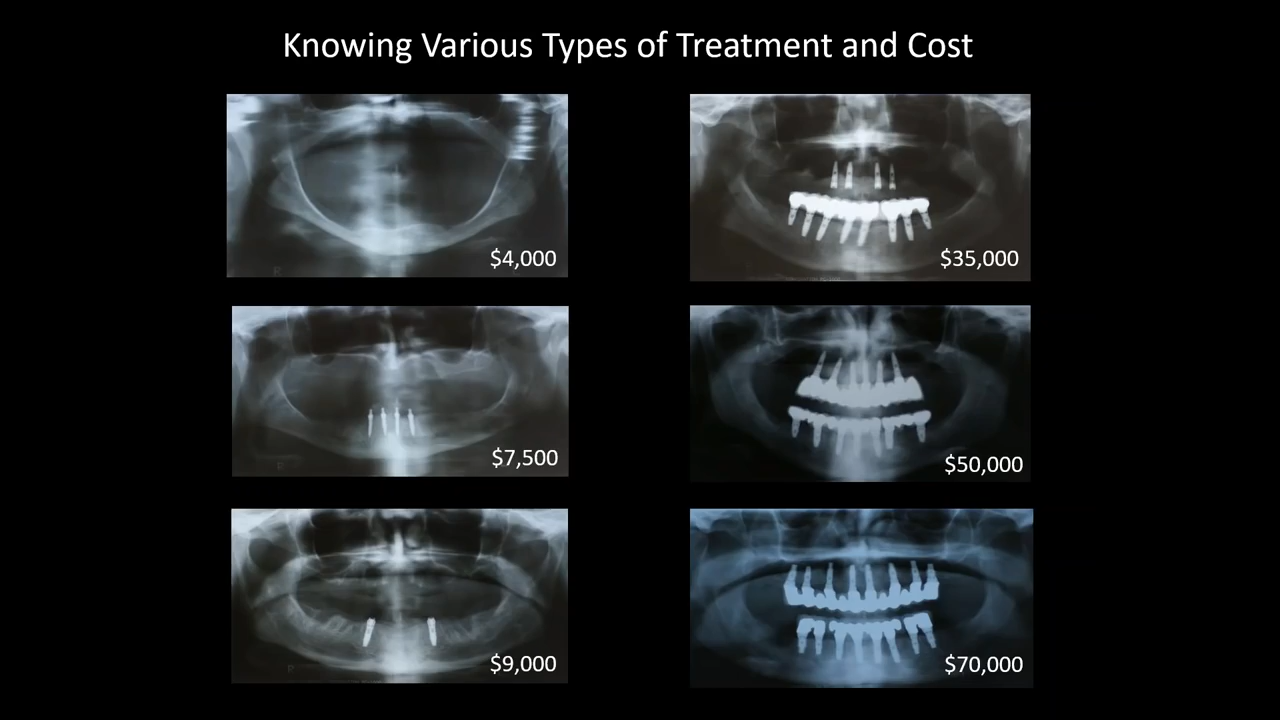 Knowing Various Types of Treatment and Cost
$4,000
$35,000
$7,500
$50,000
$9,000
$70,000
R
R
R